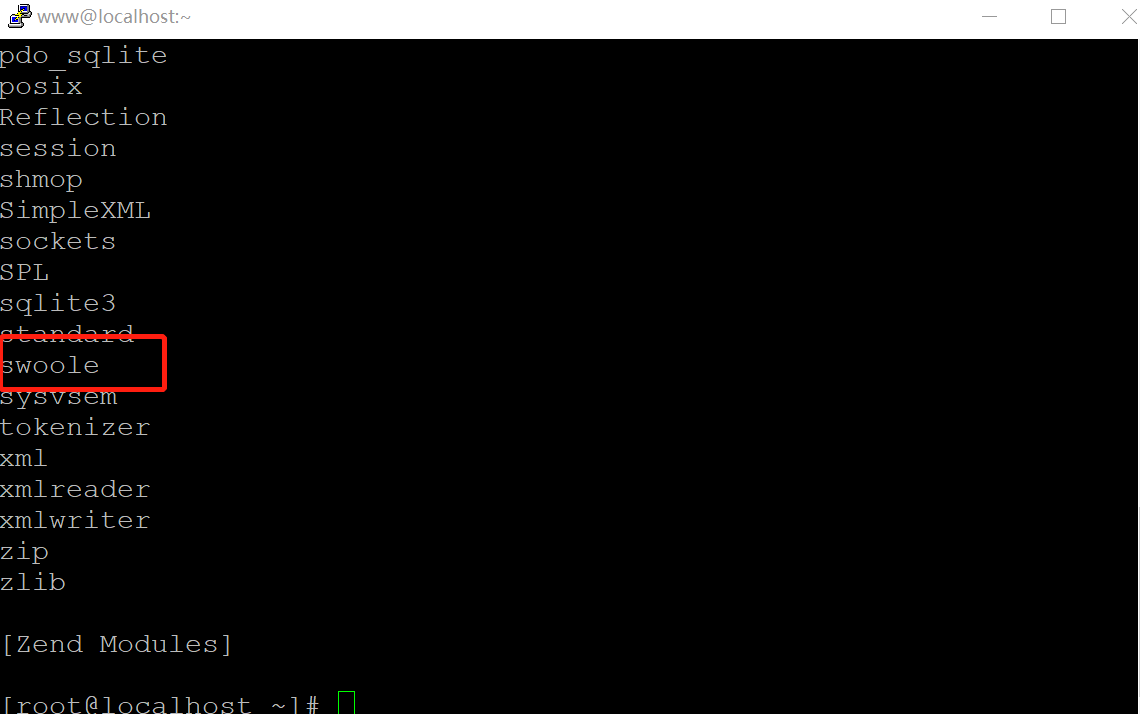 www@localhost:~
pdo_sqlite
posix
Reflection
session
shmop
SimpleXML
sockets
SPL
sqlite3
standard
swoole
sysvsem
tokenizer
xml
xmlreader
xmlwriter
zip
zlib
[Zend Modules]
[root@localhost ~]#